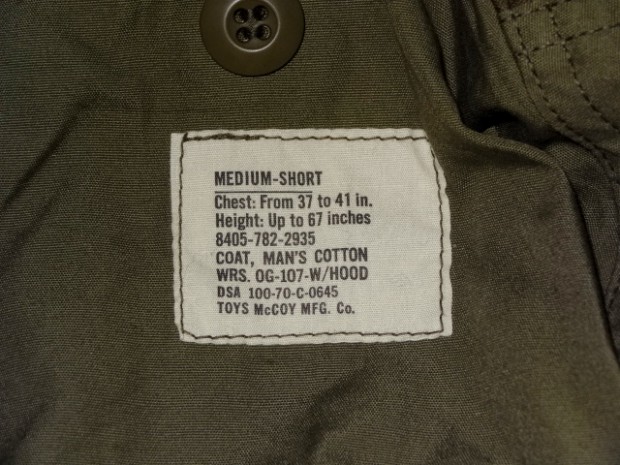 MEDIUM-SHORT
Chest: From 37 to 41 in.
Height: Up to 67 inches
8405-782-2935
COAT, MAN'S COTTON
WRS. OG-107-W/HOOD
DSA 100-70-C-0645
TOYS McCOY MFG. Co.